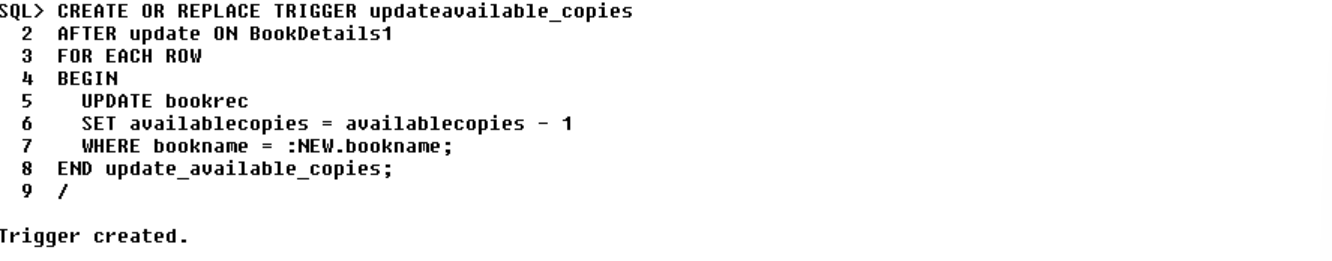 SQL> CREATE OR REPLACE TRIGGER updateavailable_copies
2 AFTER update ON BookDetails1
3 FOR EACH ROW
4 BEGIN
5 UPDATE bookrec
6 SET availablecopies = availablecopies - 1
7 WHERE bookname = :NEW.bookname;
8 END update_available_copies;
9 /
Trigger created.